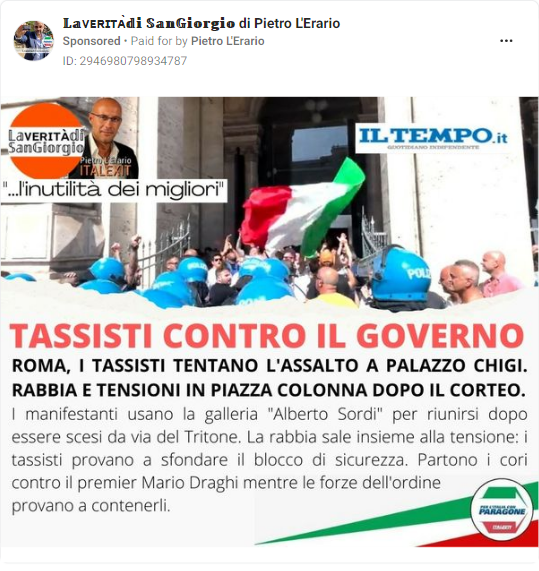 LaVERITÀdi SanGiorgio di Pietro L'Erario
Sponsored • Paid for by Pietro L'Erario
ID: 2946980798934787
LaVERITÀdi
SanGiorgio
Pietro L'Erario
ITALEXIT
"...l'inutilità dei migliori"
IL TEMPO.it
QUOTIDIANO INDIPENDENTE
POLIZ
TASSISTI CONTRO IL GOVERNO
ROMA, I TASSISTI TENTANO L'ASSALTO A PALAZZO CHIGI.
RABBIA E TENSIONI IN PIAZZA COLONNA DOPO IL CORTEO.
I manifestanti usano la galleria "Alberto Sordi" per riunirsi dopo
essere scesi da via del Tritone. La rabbia sale insieme alla tensione: i
tassisti provano a sfondare il blocco di sicurezza. Partono i cori
contro il premier Mario Draghi mentre le forze dell'ordine
provano a contenerli.
PER L'ITALIA CON
PARAGONE
ITALEXIT